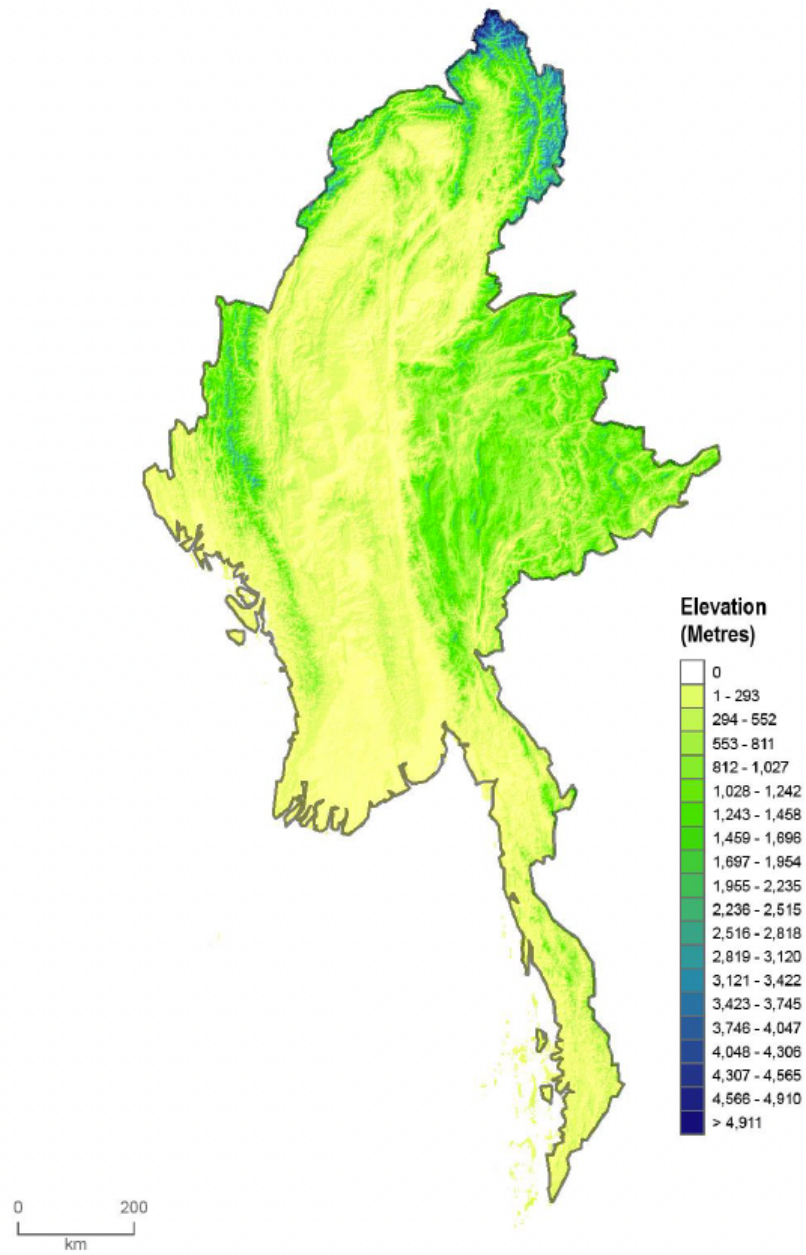 Elevation
(Metres)
0
1 - 293
294 - 552
553 - 811
812 - 1,027
1,028 - 1,242
1,243 - 1,458
1,459 - 1,696
1,697 - 1,954
1,955 - 2,235
2,236 - 2,515
2,516 - 2,818
2,819 - 3,120
3,121 - 3,422
3,423 - 3,745
3,746 - 4,047
4,048 - 4,306
4,307 - 4,565
4,566 - 4,910
> 4,911
0 200
km